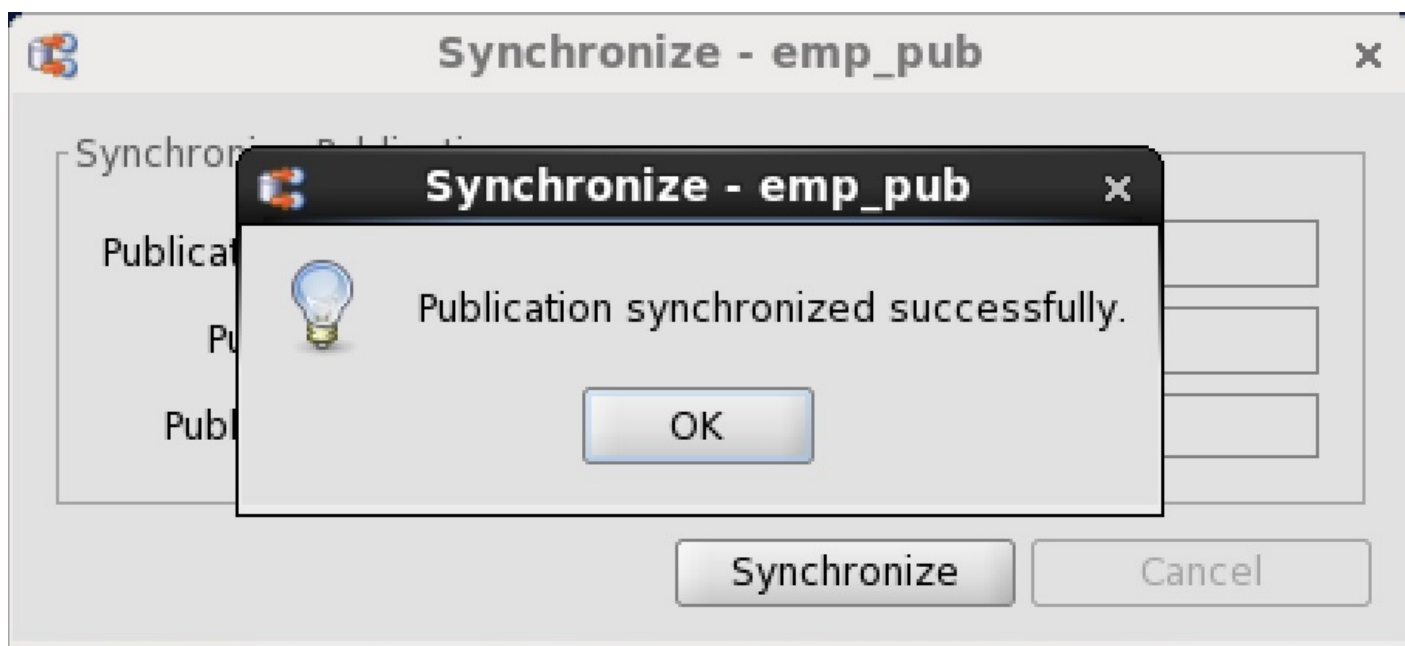 Synchronize - emp_pub
Synchronize - emp_pub
Publication synchronized successfully.
OK
Synchronize
Cancel